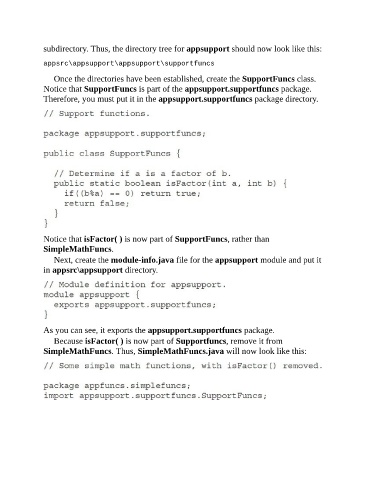 subdirectory. Thus, the directory tree for appsupport should now look like this:
appsrc\appsupport\appsupport\supportfuncs
Once the directories have been established, create the SupportFuncs class.
Notice that SupportFuncs is part of the appsupport.supportfuncs package.
Therefore, you must put it in the appsupport.supportfuncs package directory.
// Support functions.
package appsupport.supportfuncs;
public class SupportFuncs {
// Determine if a is a factor of b.
public static boolean isFactor(int a, int b) {
if((b%a) == 0) return true;
return false;
}
}
Notice that isFactor( ) is now part of SupportFuncs, rather than
SimpleMathFuncs.
Next, create the module-info.java file for the appsupport module and put it
in appsrc\appsupport directory.
// Module definition for appsupport.
module appsupport {
exports appsupport.supportfuncs;
}
As you can see, it exports the appsupport.supportfuncs package.
Because isFactor( ) is now part of Supportfuncs, remove it from
SimpleMathFuncs. Thus, SimpleMathFuncs.java will now look like this:
// Some simple math functions, with isFactor() removed.
package appfuncs.simplefuncs;
import appsupport.supportfuncs.SupportFuncs;